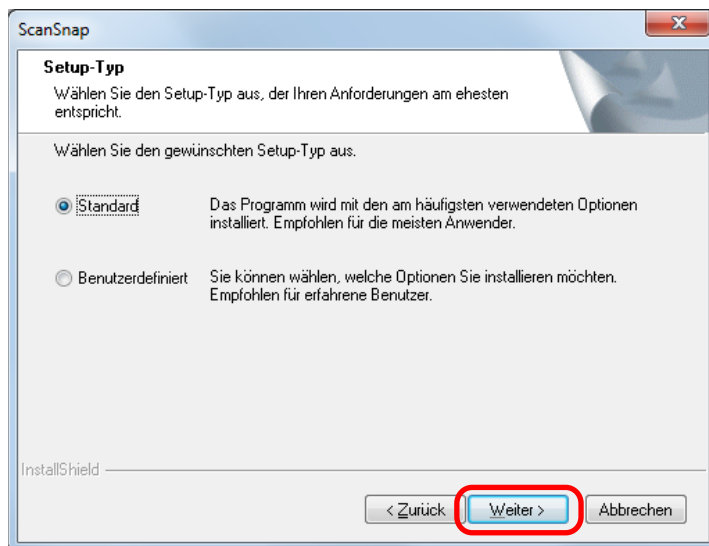 ScanSnap
Setup-Typ
Wählen Sie den Setup-Typ aus, der Ihren Anforderungen am ehesten
entspricht.
Wählen Sie den gewünschten Setup-Typ aus.
Standard
Das Programm wird mit den am häufigsten verwendeten Optionen
installiert. Empfohlen für die meisten Anwender.
Benutzerdefiniert
Sie können wählen, welche Optionen Sie installieren möchten.
Empfohlen für erfahrene Benutzer.
InstallShield
< Zurück
Weiter >
Abbrechen